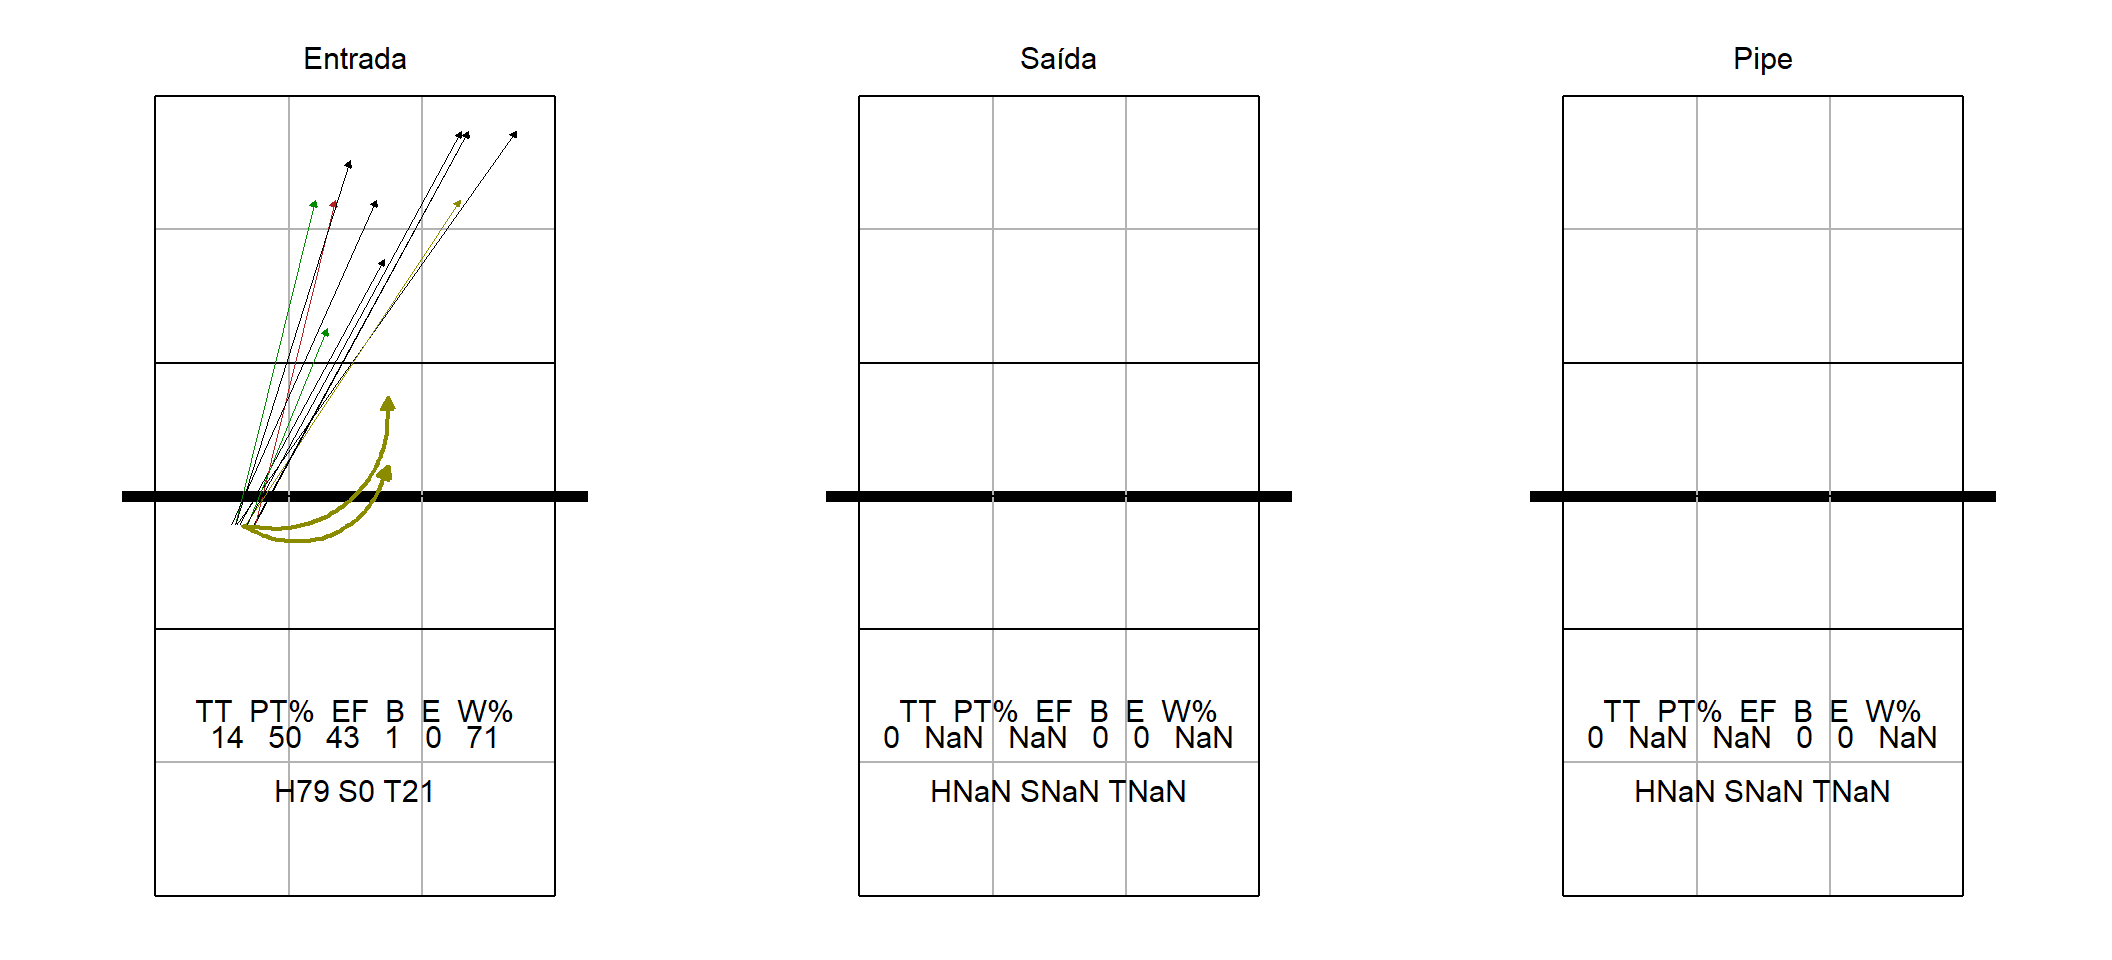 Entrada
TT PT% EF B E W%
14 50 43 1 0 71
H79 S0 T21
Saída
TT PT% EF B E W%
0 NaN NaN 0 0 NaN
HNaN SNaN TNaN
Pipe
TT PT% EF B E W%
0 NaN NaN 0 0 NaN
HNaN SNaN TNaN